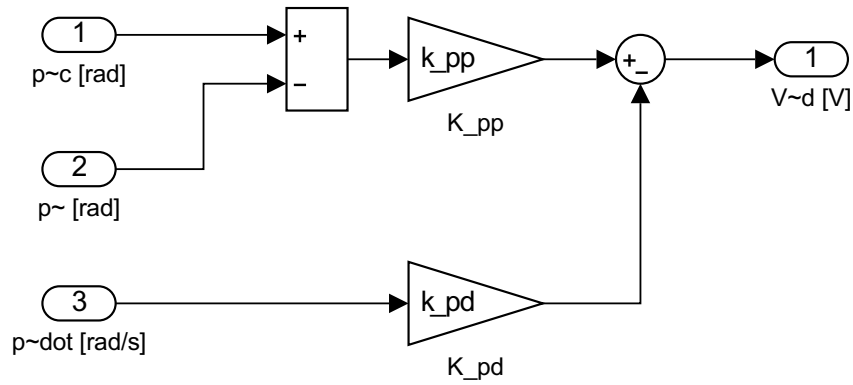 1
p~c [rad]
+
−
k_pp
K_pp
+
−
1
V~d [V]
2
p~ [rad]
3
p~dot [rad/s]
k_pd
K_pd